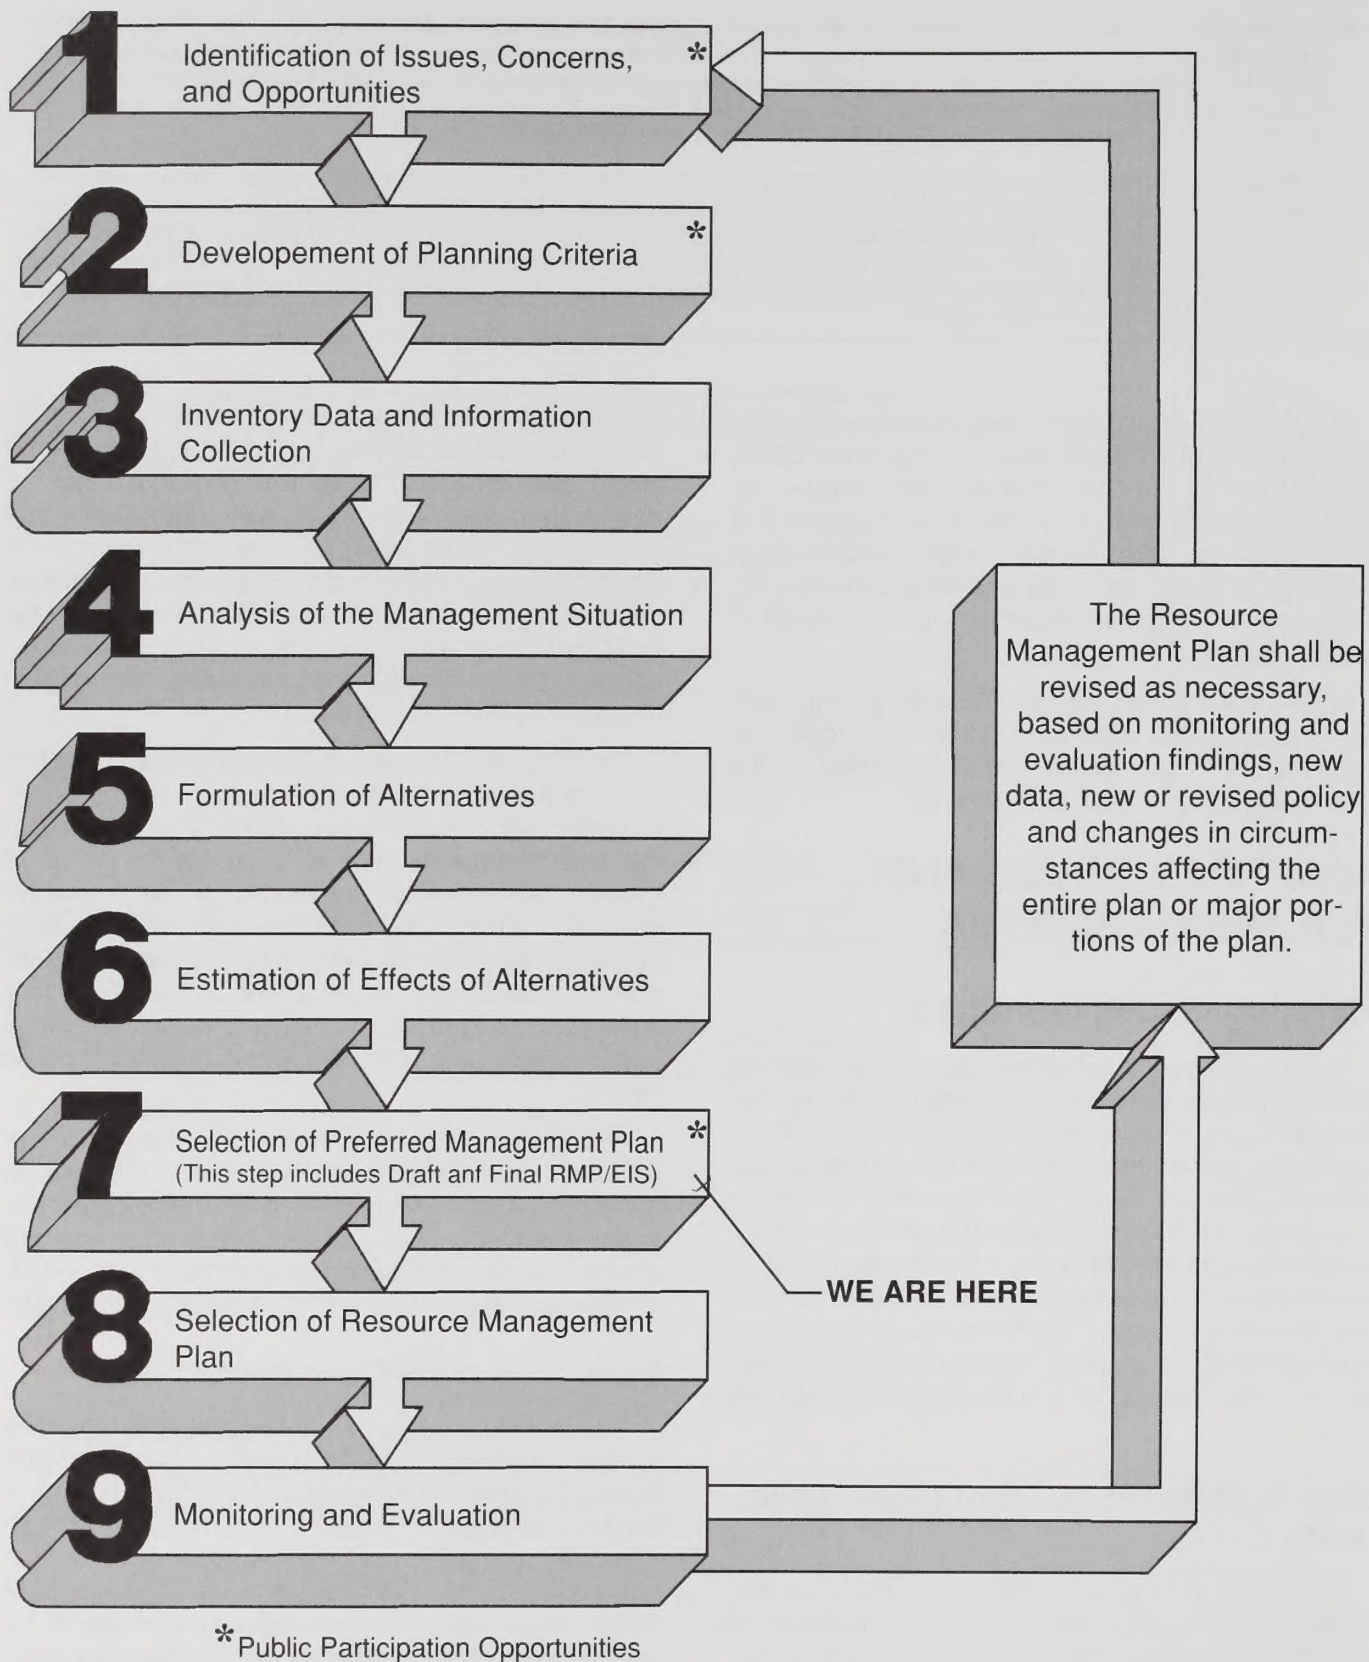 1
Identification of Issues, Concerns, *
and Opportunities
2
Developement of Planning Criteria *
3
Inventory Data and Information
Collection
4
Analysis of the Management Situation
5
Formulation of Alternatives
6
Estimation of Effects of Alternatives
7
Selection of Preferred Management Plan *
(This step includes Draft anf Final RMP/EIS)
WE ARE HERE
8
Selection of Resource Management
Plan
9
Monitoring and Evaluation
The Resource
Management Plan shall be
revised as necessary,
based on monitoring and
evaluation findings, new
data, new or revised policy
and changes in circum-
stances affecting the
entire plan or major por-
tions of the plan.
*Public Participation Opportunities